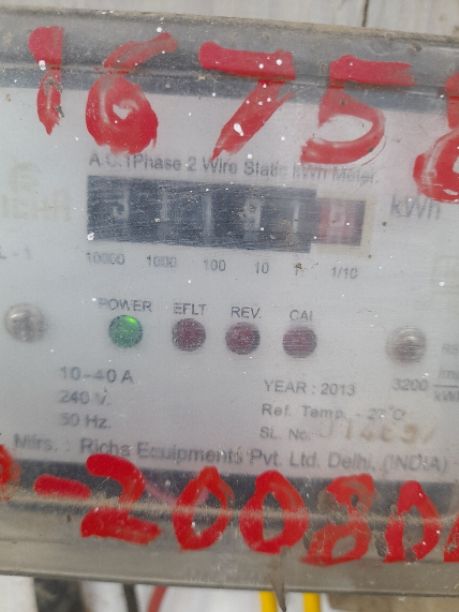 1675
A.C.1Phase 2 Wire Static kWh Meter.
kWh
10000 1000 100 10 1 1/10
POWER EFLT REV. CAL
10-40 A
240 V.
50 Hz.
YEAR : 2013
3200
Ref. Temp. - 27°C
SL. No.
Mfrs. : Richa Equipments Pvt. Ltd. Delhi. (INDIA)
-20080